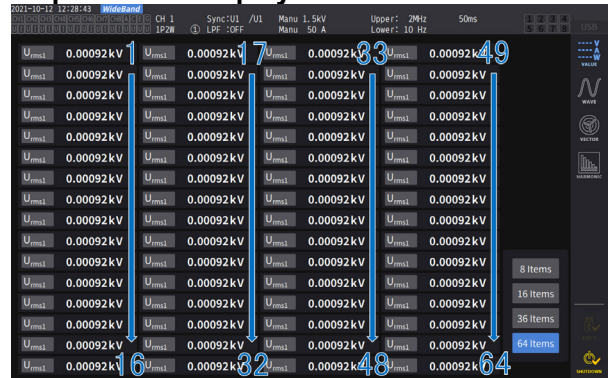 2021-10-12 12:28:43 WideBand
CH 1 Sync:U1 /U1 Manu 1.5kV Upper: 2MHz 50ms
1P2W ① LPF :OFF Manu 50 A Lower: 10 Hz
1 2 3 4
5 6 7 8
USB
Urms1 0.00092kV 1 Urms1 0.00092kV 17 Urms1 0.00092kV 33 Urms1 0.00092kV 49
Urms1 0.00092kV Urms1 0.00092kV Urms1 0.00092kV Urms1 0.00092kV
Urms1 0.00092kV Urms1 0.00092kV Urms1 0.00092kV Urms1 0.00092kV
Urms1 0.00092kV Urms1 0.00092kV Urms1 0.00092kV Urms1 0.00092kV
Urms1 0.00092kV Urms1 0.00092kV Urms1 0.00092kV Urms1 0.00092kV
Urms1 0.00092kV Urms1 0.00092kV Urms1 0.00092kV Urms1 0.00092kV
Urms1 0.00092kV Urms1 0.00092kV Urms1 0.00092kV Urms1 0.00092kV
Urms1 0.00092kV Urms1 0.00092kV Urms1 0.00092kV Urms1 0.00092kV
Urms1 0.00092kV Urms1 0.00092kV Urms1 0.00092kV Urms1 0.00092kV
Urms1 0.00092kV Urms1 0.00092kV Urms1 0.00092kV Urms1 0.00092kV
Urms1 0.00092kV Urms1 0.00092kV Urms1 0.00092kV Urms1 0.00092kV
Urms1 0.00092kV Urms1 0.00092kV Urms1 0.00092kV Urms1 0.00092kV
Urms1 0.00092kV Urms1 0.00092kV Urms1 0.00092kV Urms1 0.00092kV
Urms1 0.00092kV Urms1 0.00092kV Urms1 0.00092kV Urms1 0.00092kV
Urms1 0.00092kV Urms1 0.00092kV Urms1 0.00092kV Urms1 0.00092kV
Urms1 0.00092kV 16 Urms1 0.00092kV 32 Urms1 0.00092kV 48 Urms1 0.00092kV 64
V
A
W
VALUE
WAVE
VECTOR
HARMONIC
8 Items
16 Items
36 Items
64 Items
SHUTDOWN